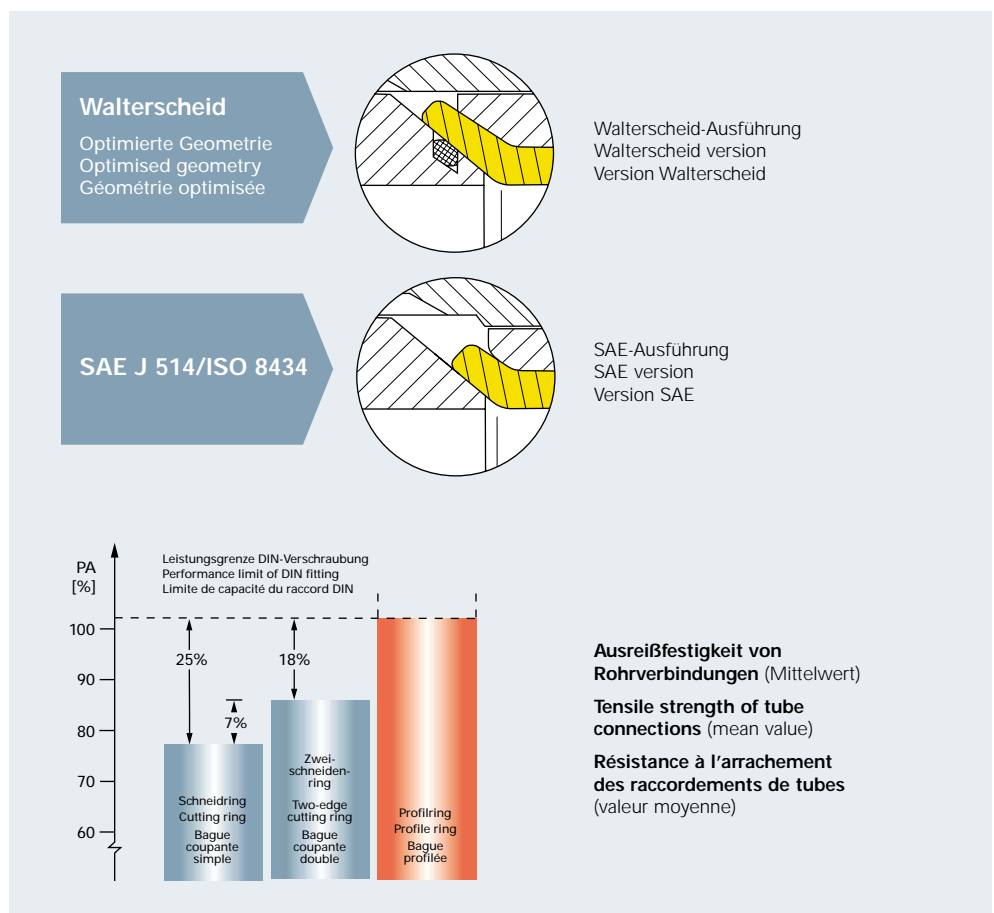 Walterscheid
Optimierte Geometrie
Optimised geometry
Géométrie optimisée
Walterscheid-Ausführung
Walterscheid version
Version Walterscheid
SAE J 514/ISO 8434
SAE-Ausführung
SAE version
Version SAE
PA
[%]
Leistungsgrenze DIN-Verschraubung
Performance limit of DIN fitting
Limite de capacité du raccord DIN
100
90
80
70
60
25%
7%
18%
Schneidring
Cutting ring
Bague
coupante
simple
Zwei-
schneiden-
ring
Two-edge
cutting ring
Bague
coupante
double
Profilring
Profile ring
Bague
profilée
Ausreißfestigkeit von
Rohrverbindungen (Mittelwert)
Tensile strength of tube
connections (mean value)
Résistance à l'arrachement
des raccordements de tubes
(valeur moyenne)